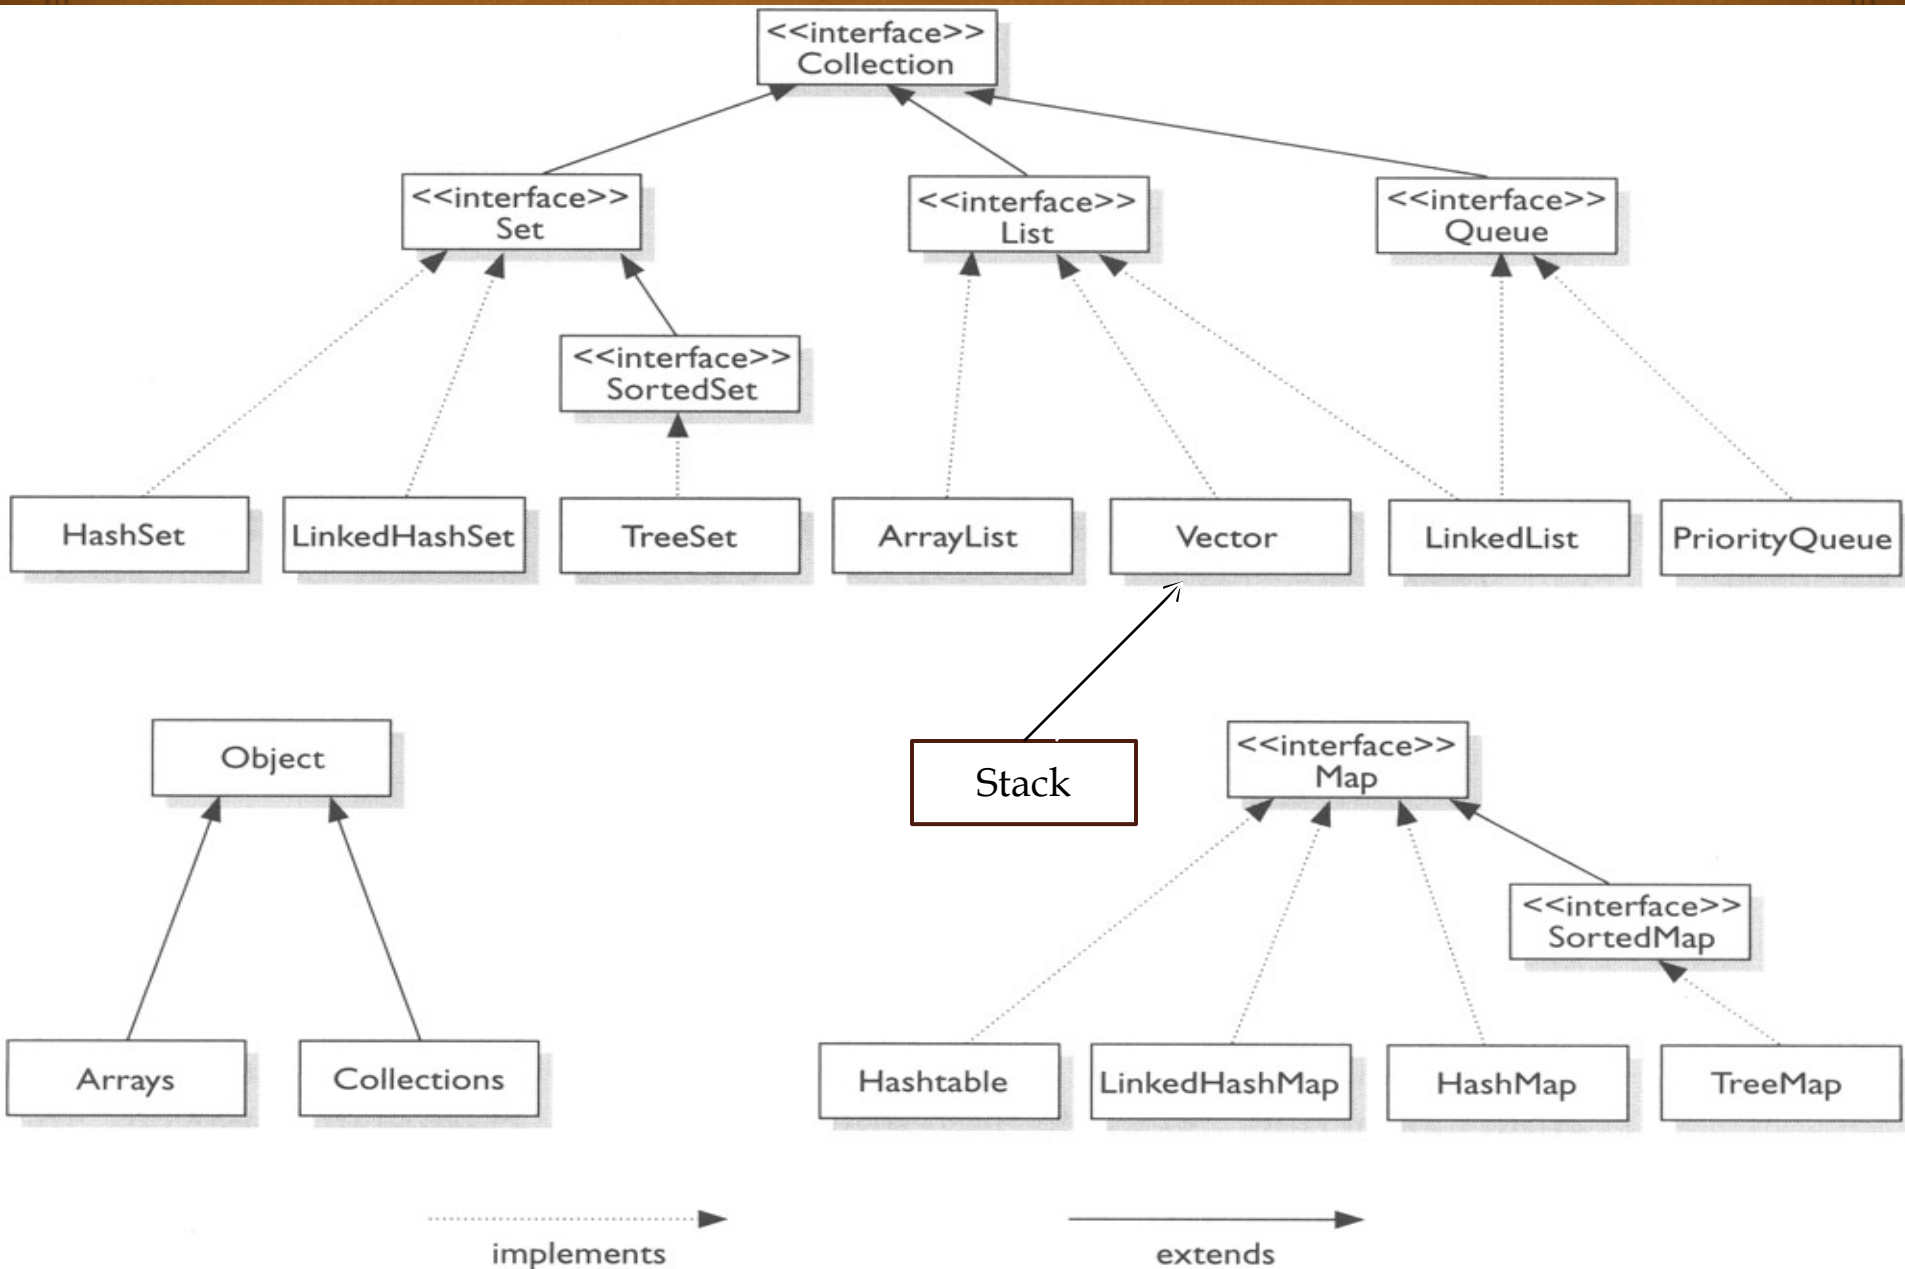 <<interface>>
Collection
<<interface>>
Set
<<interface>>
List
<<interface>>
Queue
<<interface>>
SortedSet
HashSet
LinkedHashSet
TreeSet
ArrayList
Vector
LinkedList
PriorityQueue
Object
Stack
<<interface>>
Map
<<interface>>
SortedMap
Arrays
Collections
Hashtable
LinkedHashMap
HashMap
TreeMap
implements
extends